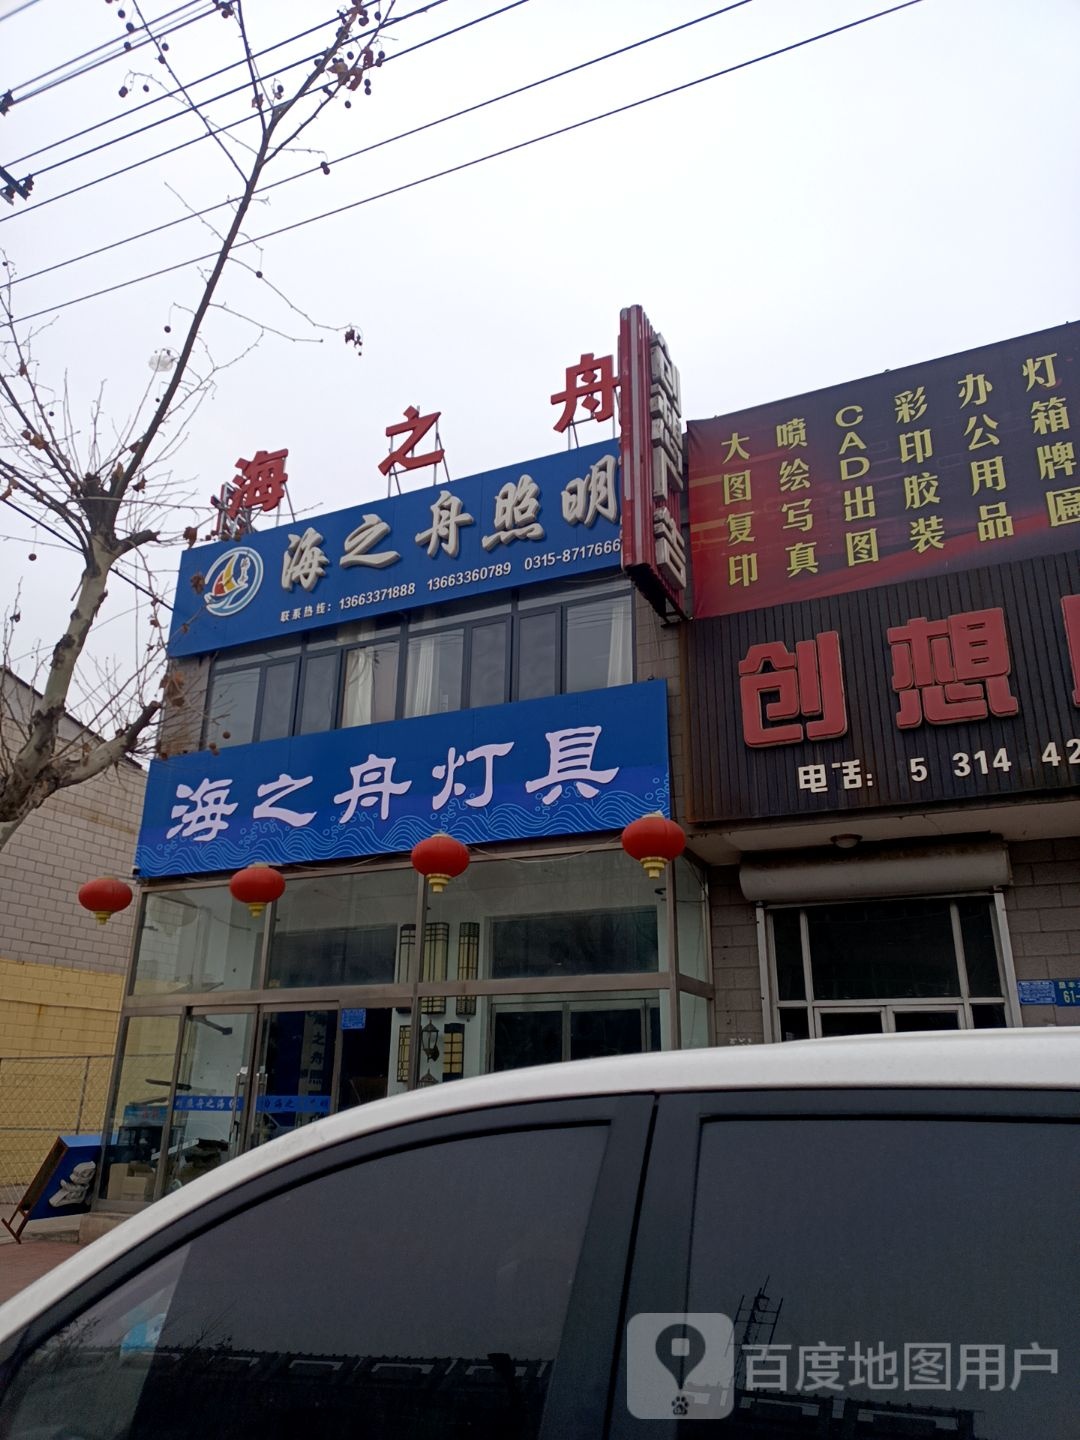 海之舟
海之舟照明
联系热线：13663371888 13663360789 0315-8717666
海之舟灯具
大图复印
喷绘写真
CAD出图
彩印胶装
办公用品
灯箱牌匾
创想
电话：5 314 42
61-
百度地图用户